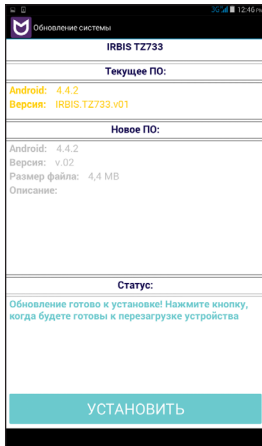 3G 12:46 PM
Обновление системы
IRBIS TZ733
Текущее ПО:
Android: 4.4.2
Версия: IRBIS.TZ733.v01
Новое ПО:
Android: 4.4.2
Версия: v.02
Размер файла: 4,4 MB
Описание:
Статус:
Обновление готово к установке! Нажмите кнопку,
когда будете готовы к перезагрузке устройства
УСТАНОВИТЬ